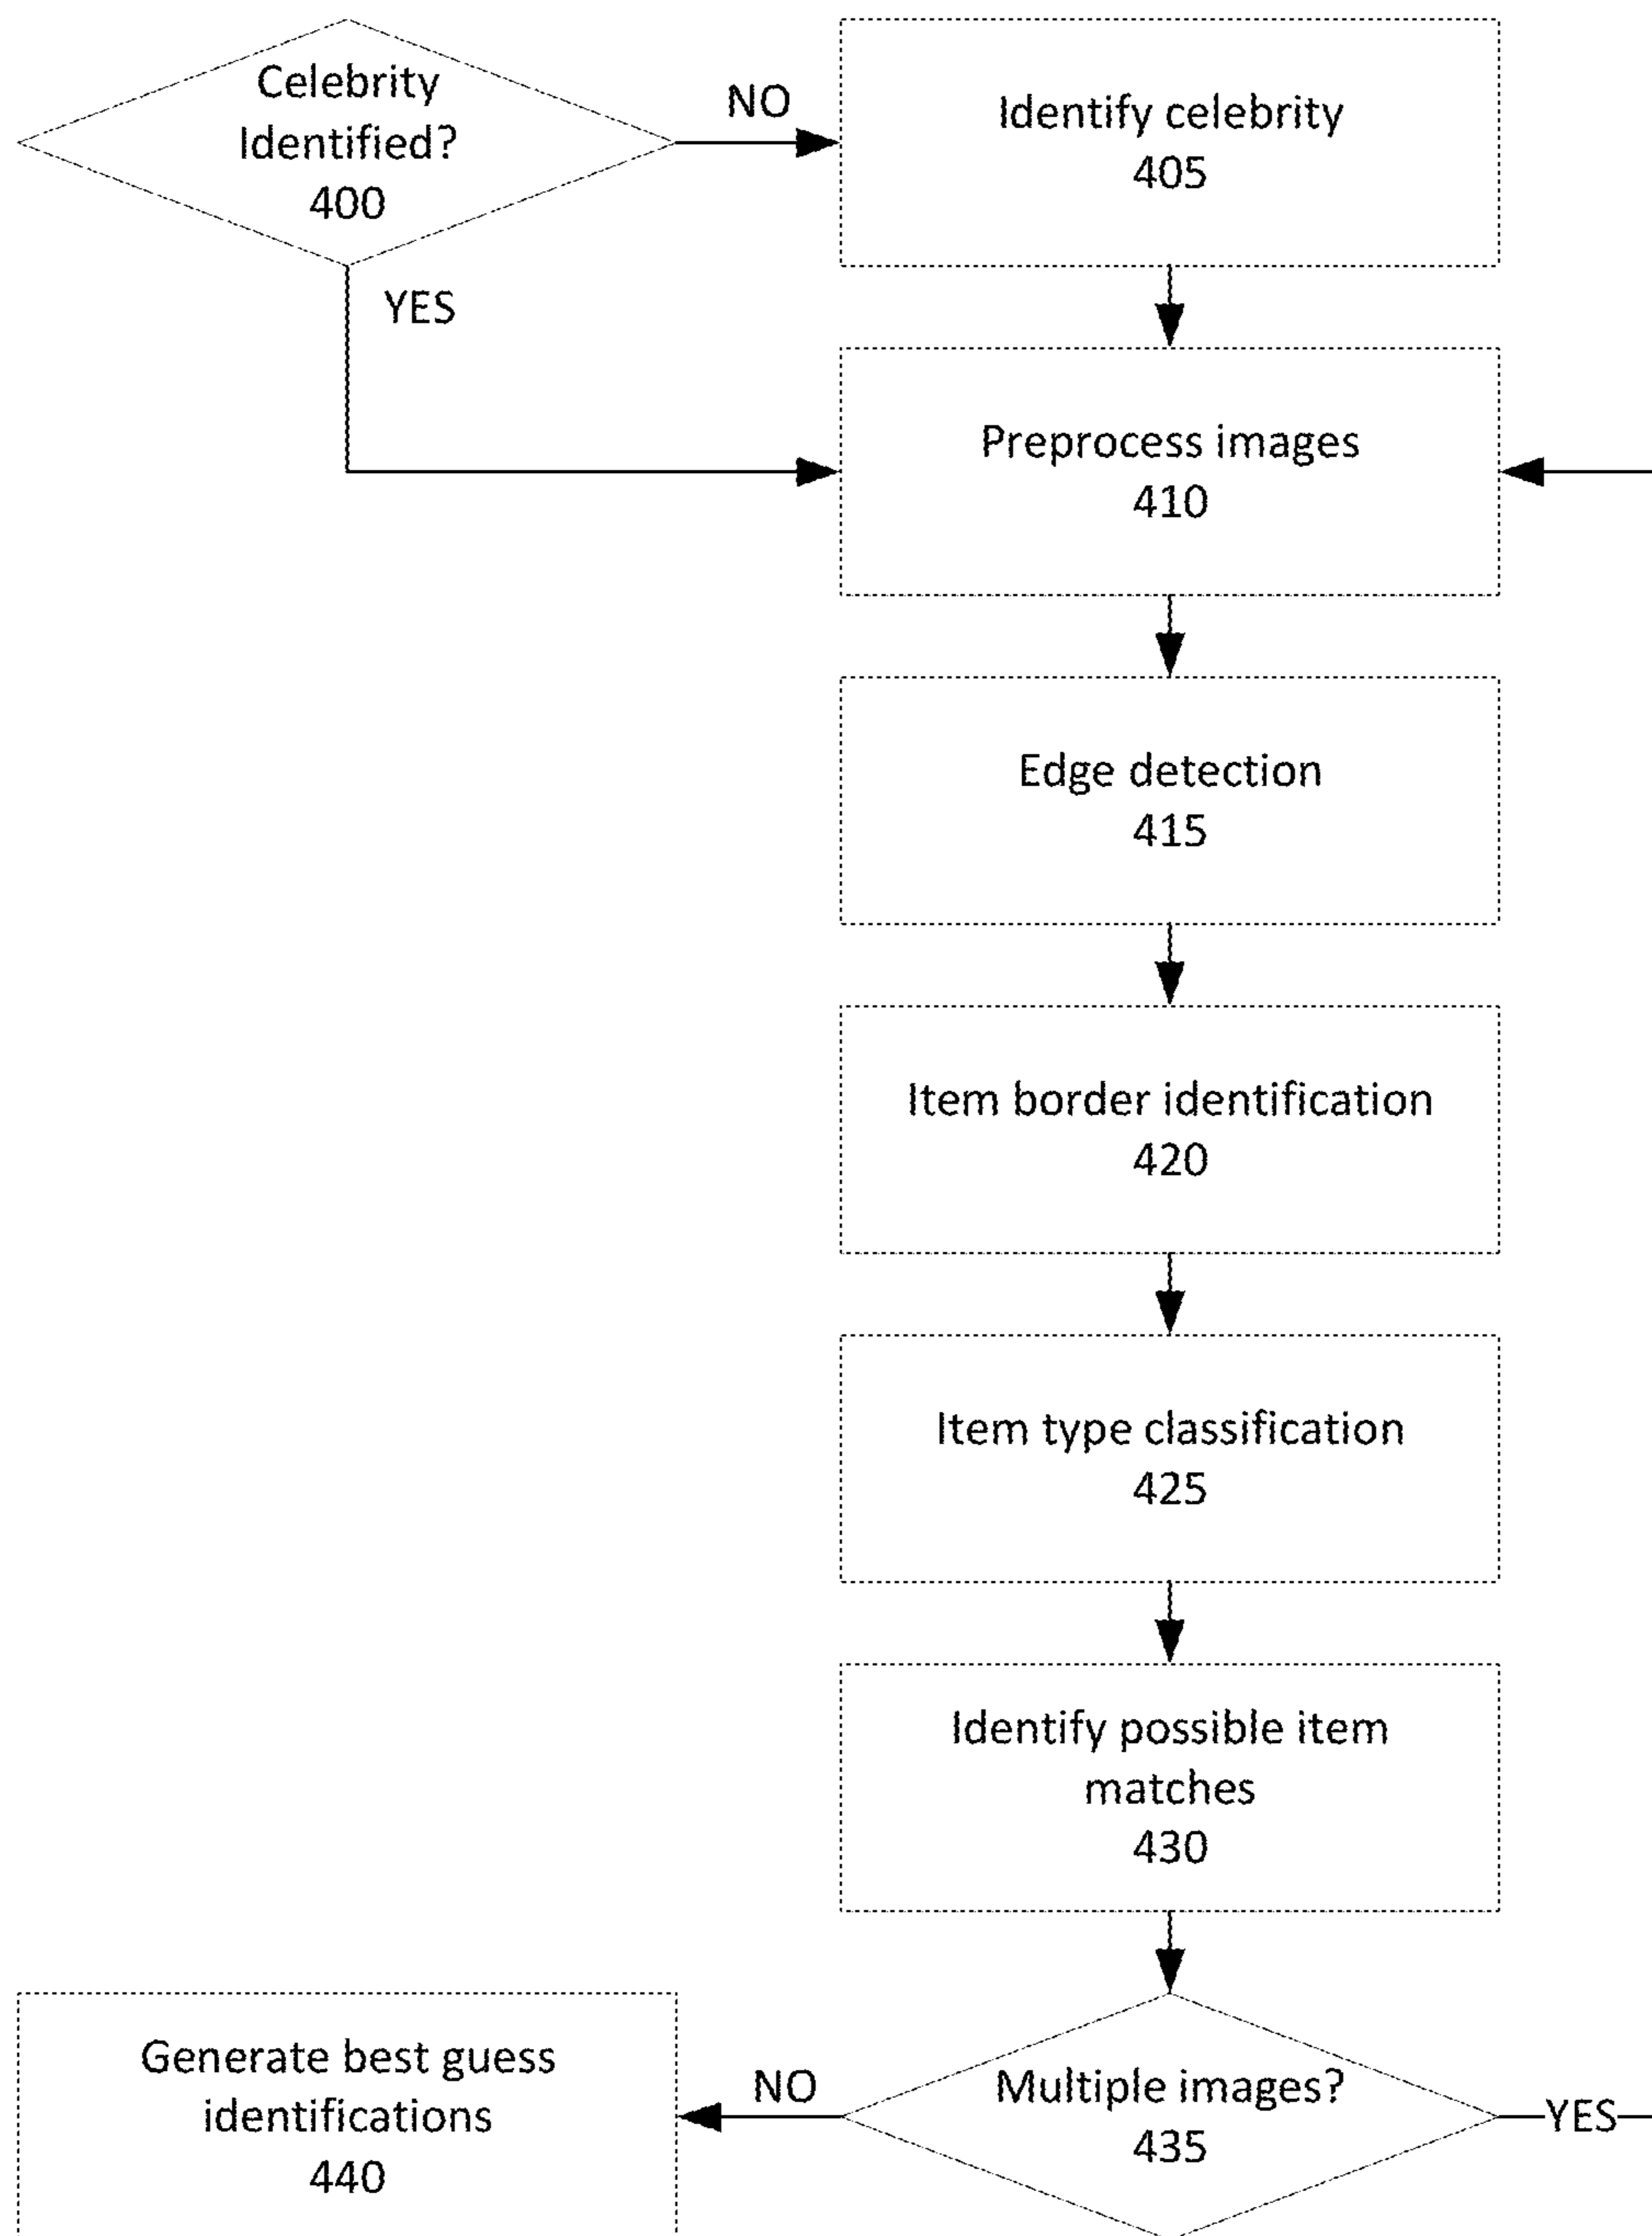 Celebrity
Identified?
400
NO
Identify celebrity
405
YES
Preprocess images
410
Edge detection
415
Item border identification
420
Item type classification
425
Identify possible item
matches
430
Generate best guess
identifications
440
NO
Multiple images?
435
YES